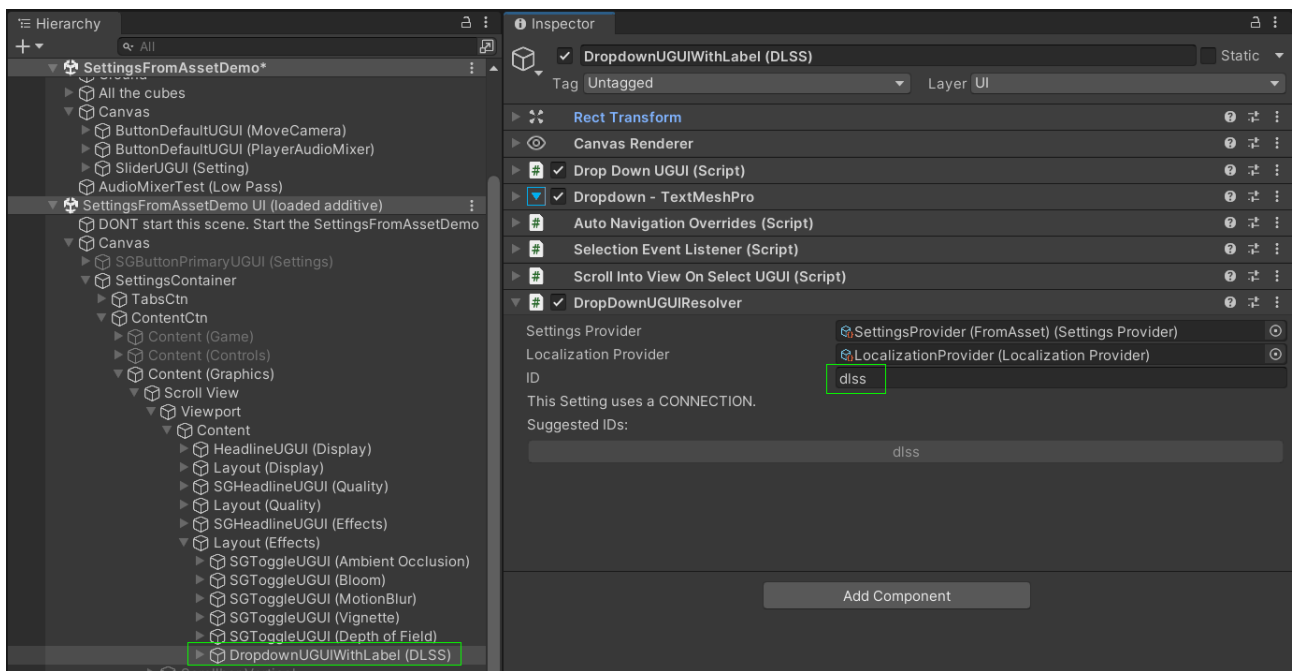 Hierarchy
All
SettingsFromAssetDemo*
Ground
All the cubes
Canvas
ButtonDefaultUGUI (MoveCamera)
ButtonDefaultUGUI (PlayerAudioMixer)
SliderUGUI (Setting)
AudioMixerTest (Low Pass)
SettingsFromAssetDemo UI (loaded additive)
DONT start this scene. Start the SettingsFromAssetDemo
Canvas
SGButtonPrimaryUGUI (Settings)
SettingsContainer
TabsCtn
ContentCtn
Content (Game)
Content (Controls)
Content (Graphics)
Scroll View
Viewport
Content
HeadlineUGUI (Display)
Layout (Display)
SGHeadlineUGUI (Quality)
Layout (Quality)
SGHeadlineUGUI (Effects)
Layout (Effects)
SGToggleUGUI (Ambient Occlusion)
SGToggleUGUI (Bloom)
SGToggleUGUI (MotionBlur)
SGToggleUGUI (Vignette)
SGToggleUGUI (Depth of Field)
DropdownUGUIWithLabel (DLSS)
Inspector
DropdownUGUIWithLabel (DLSS) Static
Tag Untagged Layer UI
Rect Transform
Canvas Renderer
Drop Down UGUI (Script)
Dropdown - TextMeshPro
Auto Navigation Overrides (Script)
Selection Event Listener (Script)
Scroll Into View On Select UGUI (Script)
DropDownUGUIResolver
Settings Provider SettingsProvider (FromAsset) (Settings Provider)
Localization Provider LocalizationProvider (Localization Provider)
ID dlss
This Setting uses a CONNECTION.
Suggested IDs:
dlss
Add Component